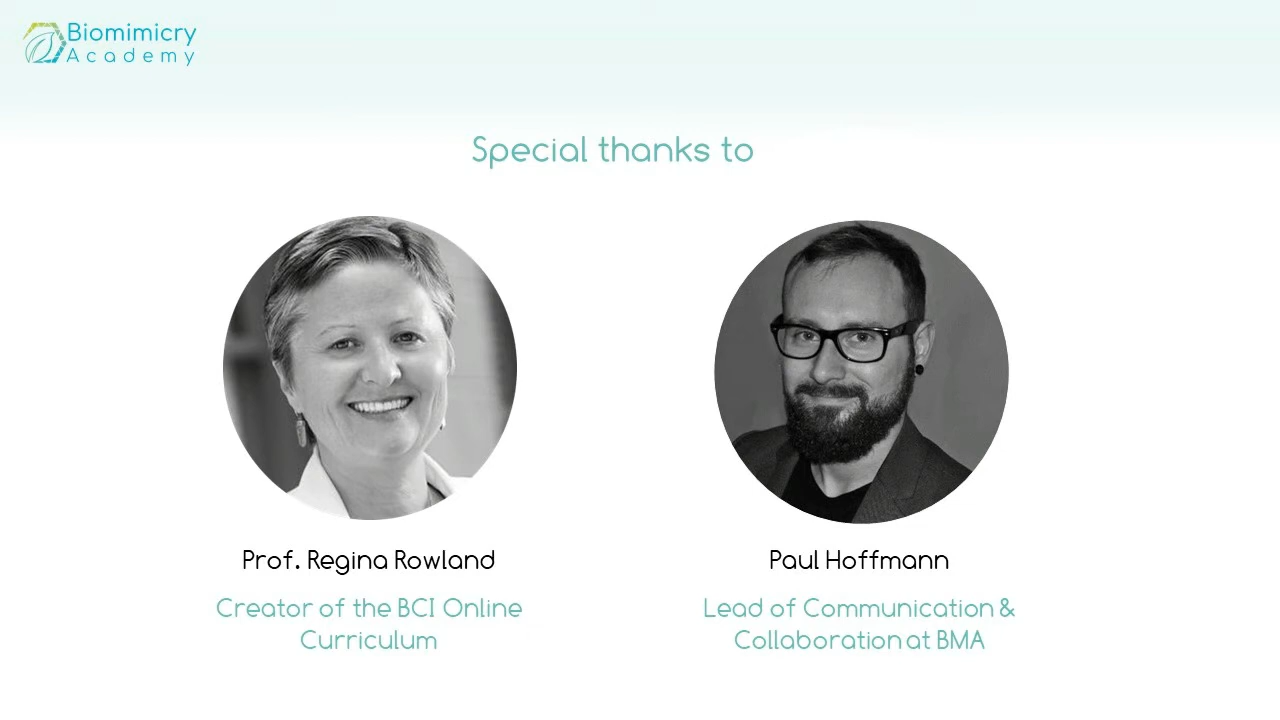 Biomimicry
Academy
Special thanks to
Prof. Regina Rowland
Creator of the BCI Online
Curriculum
Paul Hoffmann
Lead of Communication &
Collaboration at BMA